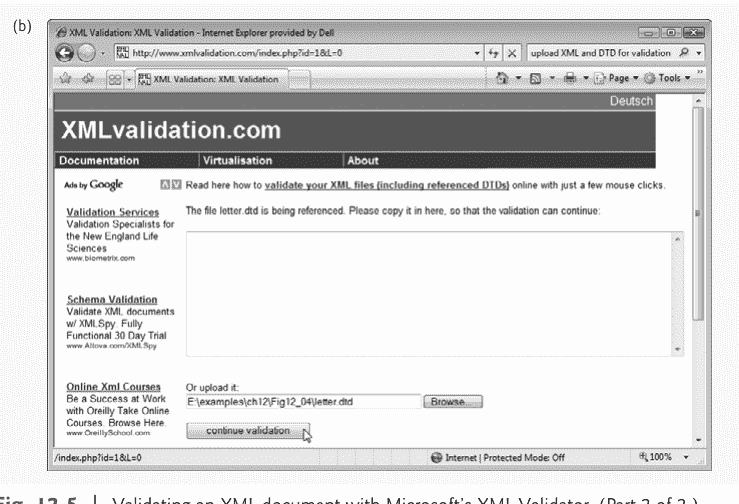 (b)
XML Validation: XML Validation - Internet Explorer provided by Dell
http://www.xmlvalidation.com/index.php?id=1&L=0
upload XML and DTD for validation
XML Validation: XML Validation
Page
Tools
Deutsch
XMLvalidation.com
Documentation
Virtualisation
About
Ads by Google
Read here how to validate your XML files (including referenced DTDs) online with just a few mouse clicks.
The file letter.dtd is being referenced. Please copy it in here, so that the validation can continue:
Validation Services
Validation Specialists for
the New England Life
Sciences
www.biometrix.com
Schema Validation
Validate XML documents
w/ XMLSpy. Fully
Functional 30 Day Trial
www.Altova.com/XMLSpy
Online Xml Courses
Be a Success at Work
with Oreilly Take Online
Courses. Browse Here.
www.OreillySchool.com
Or upload it:
E:\examples\ch12\Fig12_04\letter.dtd
Browse...
continue validation
/index.php?id=1&L=0
Internet | Protected Mode: Off
100%
Fig. 12.5 | Validating an XML document with Microsoft's XML Validator. (Part 2 of 3.)